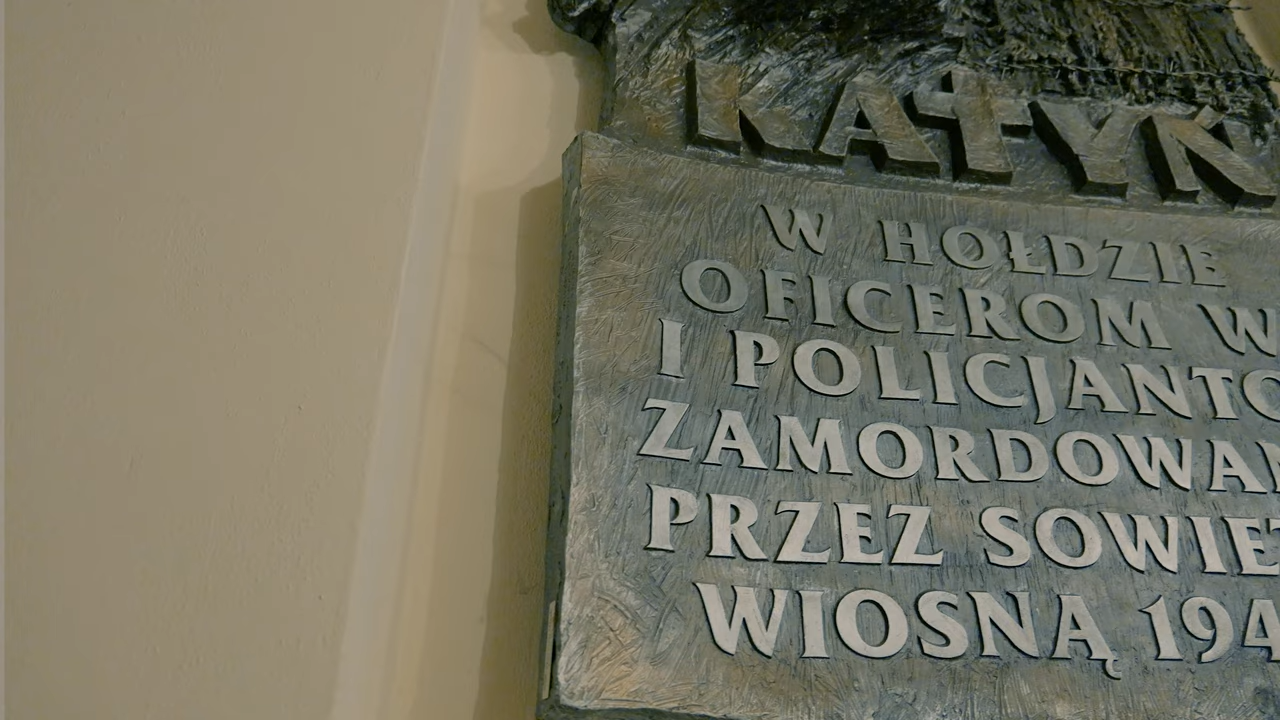 KATYŃ
W HOŁDZIE
OFICEROM W
I POLICJANTO
ZAMORDOWAN
PRZEZ SOWIET
WIOSNĄ 194